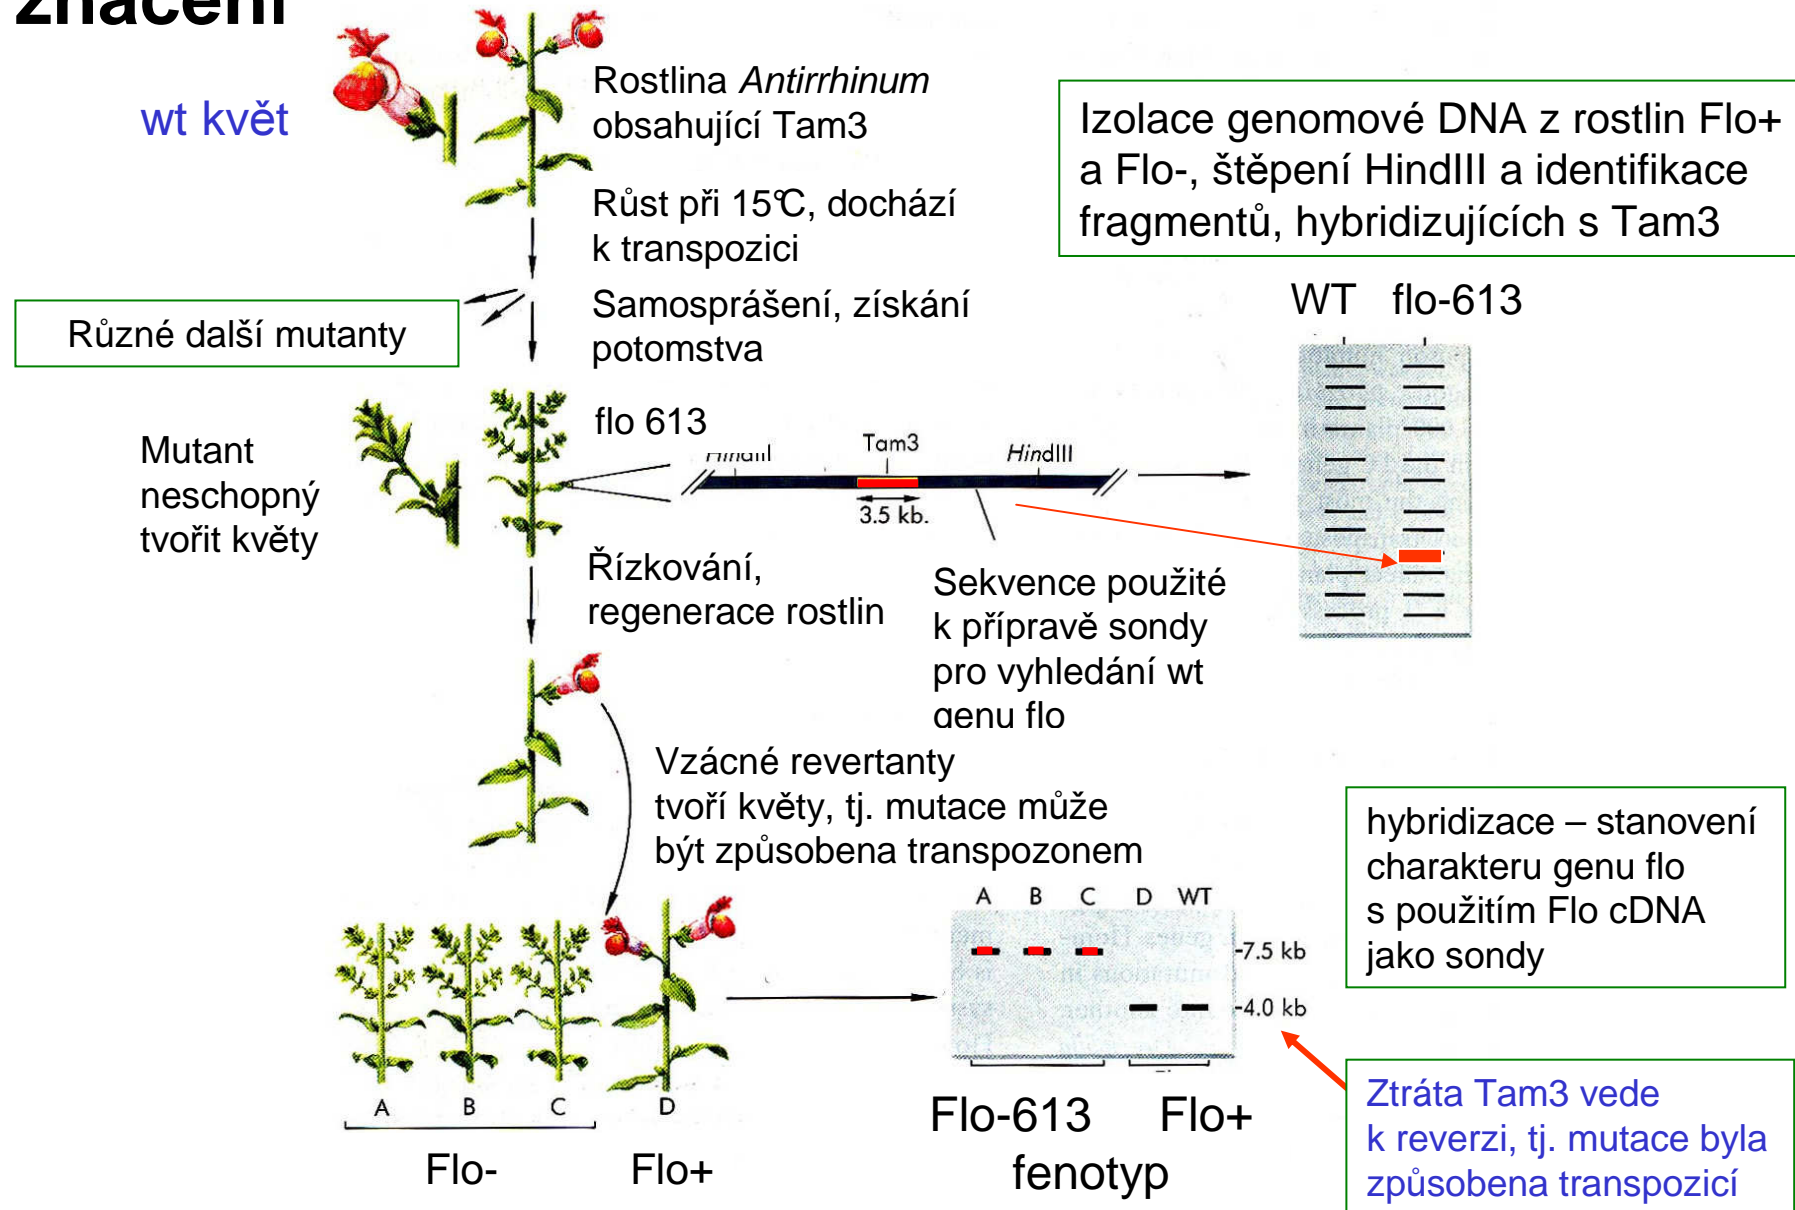 značení
wt květ
Rostlina Antirrhinum
obsahující Tam3
Růst při 15°C, dochází
k transpozici
Samosprášení, získání
potomstva
Různé další mutanty
Izolace genomové DNA z rostlin Flo+
a Flo-, štěpení HindIII a identifikace
fragmentů, hybridizujících s Tam3
WT flo-613
Mutant
neschopný
tvořit květy
flo 613
HindIII Tam3 HindIII
3.5 kb.
Řízkování,
regenerace rostlin
Sekvence použité
k přípravě sondy
pro vyhledání wt
genu flo
Vzácné revertanty
tvoří květy, tj. mutace může
být způsobena transpozonem
hybridizace – stanovení
charakteru genu flo
s použitím Flo cDNA
jako sondy
A B C D WT
-7.5 kb
-4.0 kb
A B C D
Flo- Flo+
Flo-613 Flo+
fenotyp
Ztráta Tam3 vede
k reverzi, tj. mutace byla
způsobena transpozicí